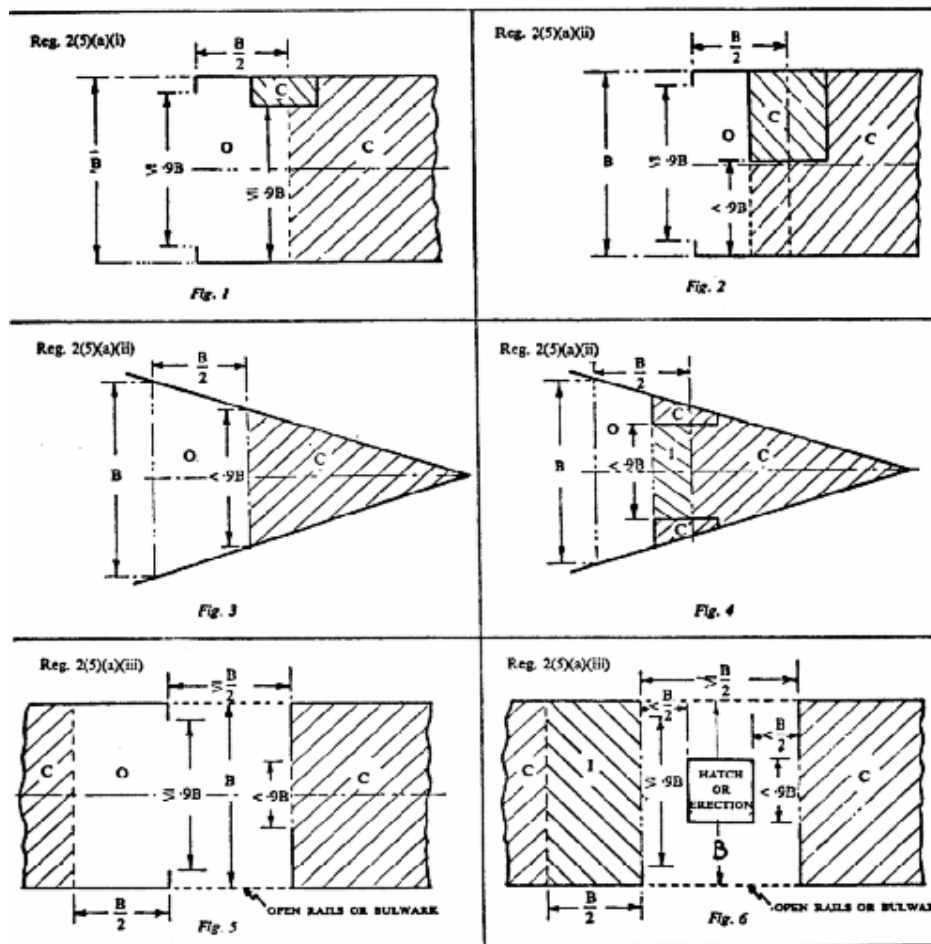 Reg. 2(5)(a)(i)
B
2
C
B
·9B
O
·9B
C
Fig. 1
Reg. 2(5)(a)(ii)
B
2
C
O
B
·9B
< ·9B
C
Fig. 2
Reg. 2(5)(a)(ii)
B
2
B
O
< ·9B
C
Fig. 3
Reg. 2(5)(a)(ii)
B
2
C
O
B
< ·9B
I
C
C
Fig. 4
Reg. 2(5)(a)(iii)
B
2
C
O
·9B
B
< ·9B
C
B
2
Fig. 5
OPEN RAILS OR BULWARK
Reg. 2(5)(a)(iii)
B
2
B
2
B
2
C
I
·9B
HATCH
OR
ERECTION
< ·9B
C
B
B
2
Fig. 6
OPEN RAILS OR BULWAR